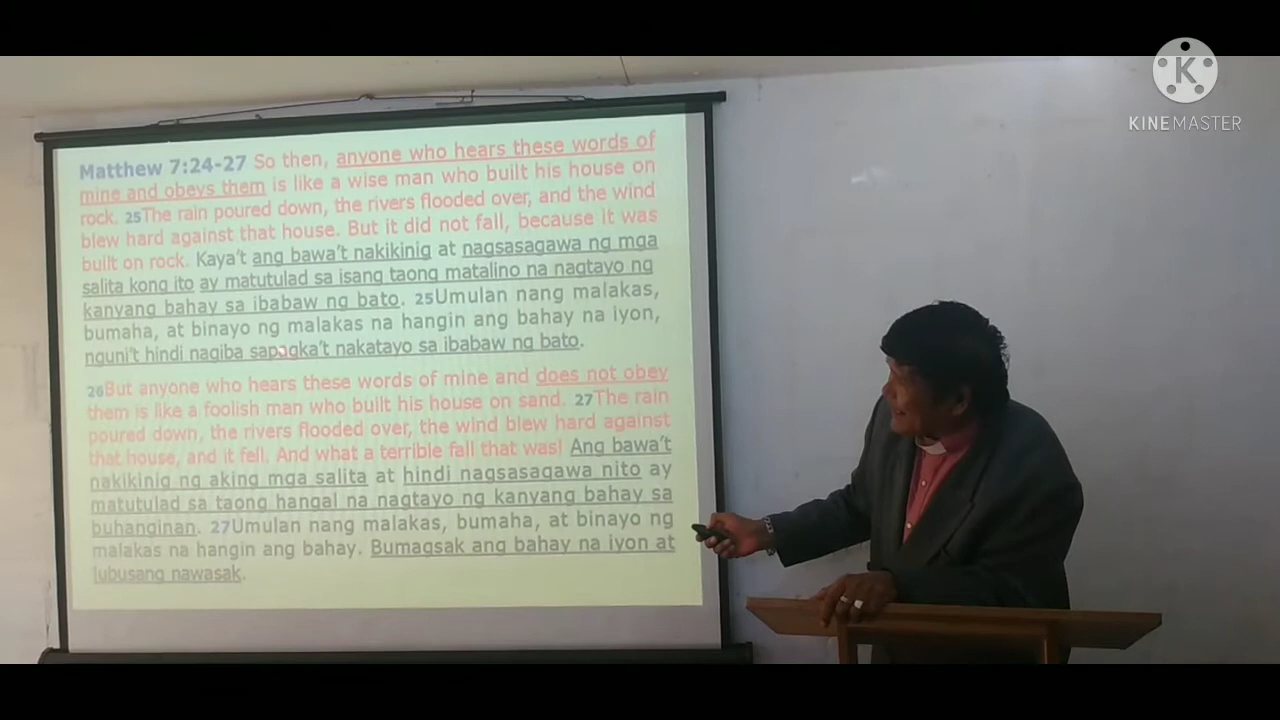 Matthew 7:24-27 So then, anyone who hears these words of
mine and obeys them is like a wise man who built his house on
rock. 25The rain poured down, the rivers flooded over, and the wind
blew hard against that house. But it did not fall, because it was
built on rock. Kaya't ang bawa't nakikinig at nagsasagawa ng mga
salita kong ito ay matutulad sa isang taong matalino na nagtayo ng
kanyang bahay sa ibabaw ng bato. 25Umulan nang malakas,
bumaha, at binayo ng malakas na hangin ang bahay na iyon,
nguni't hindi nagiba sapagka't nakatayo sa ibabaw ng bato.
26But anyone who hears these words of mine and does not obey
them is like a foolish man who built his house on sand. 27The rain
poured down, the rivers flooded over, the wind blew hard against
that house, and it fell. And what a terrible fall that was! Ang bawa't
nakikinig ng aking mga salita at hindi nagsasagawa nito ay
matutulad sa taong hangal na nagtayo ng kanyang bahay sa
buhanginan. 27Umulan nang malakas, bumaha, at binayo ng
malakas na hangin ang bahay. Bumagsak ang bahay na iyon at
lubusang nawasak.
K
KINEMASTER